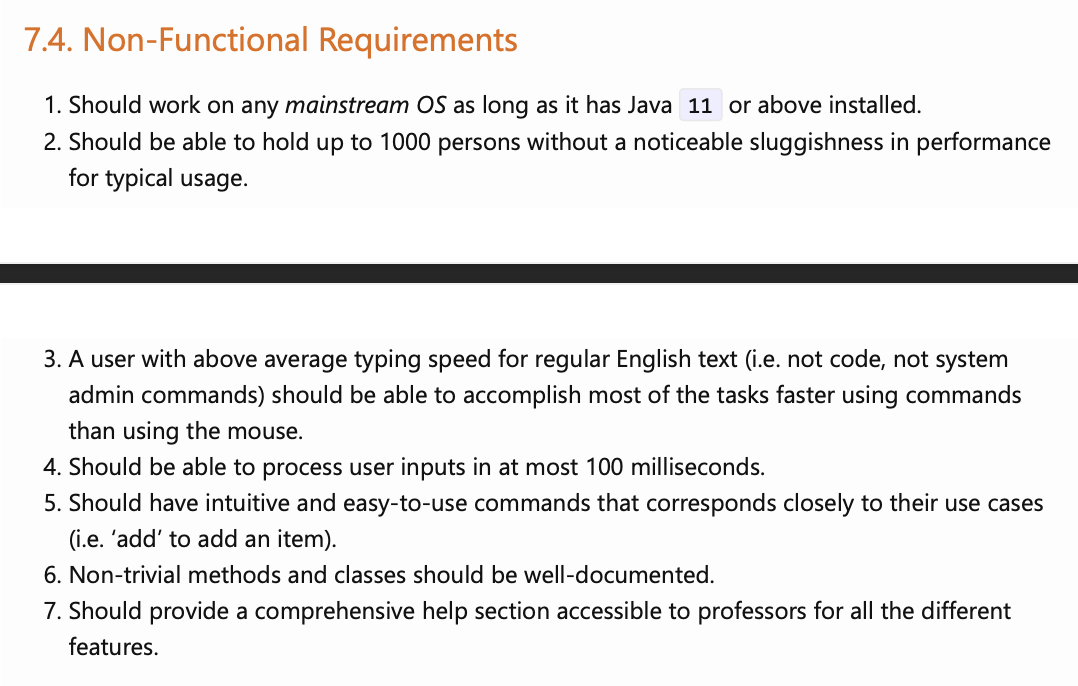 7.4. Non-Functional Requirements
1. Should work on any mainstream OS as long as it has Java 11 or above installed.
2. Should be able to hold up to 1000 persons without a noticeable sluggishness in performance
for typical usage.
3. A user with above average typing speed for regular English text (i.e. not code, not system
admin commands) should be able to accomplish most of the tasks faster using commands
than using the mouse.
4. Should be able to process user inputs in at most 100 milliseconds.
5. Should have intuitive and easy-to-use commands that corresponds closely to their use cases
(i.e. ‘add’ to add an item).
6. Non-trivial methods and classes should be well-documented.
7. Should provide a comprehensive help section accessible to professors for all the different
features.